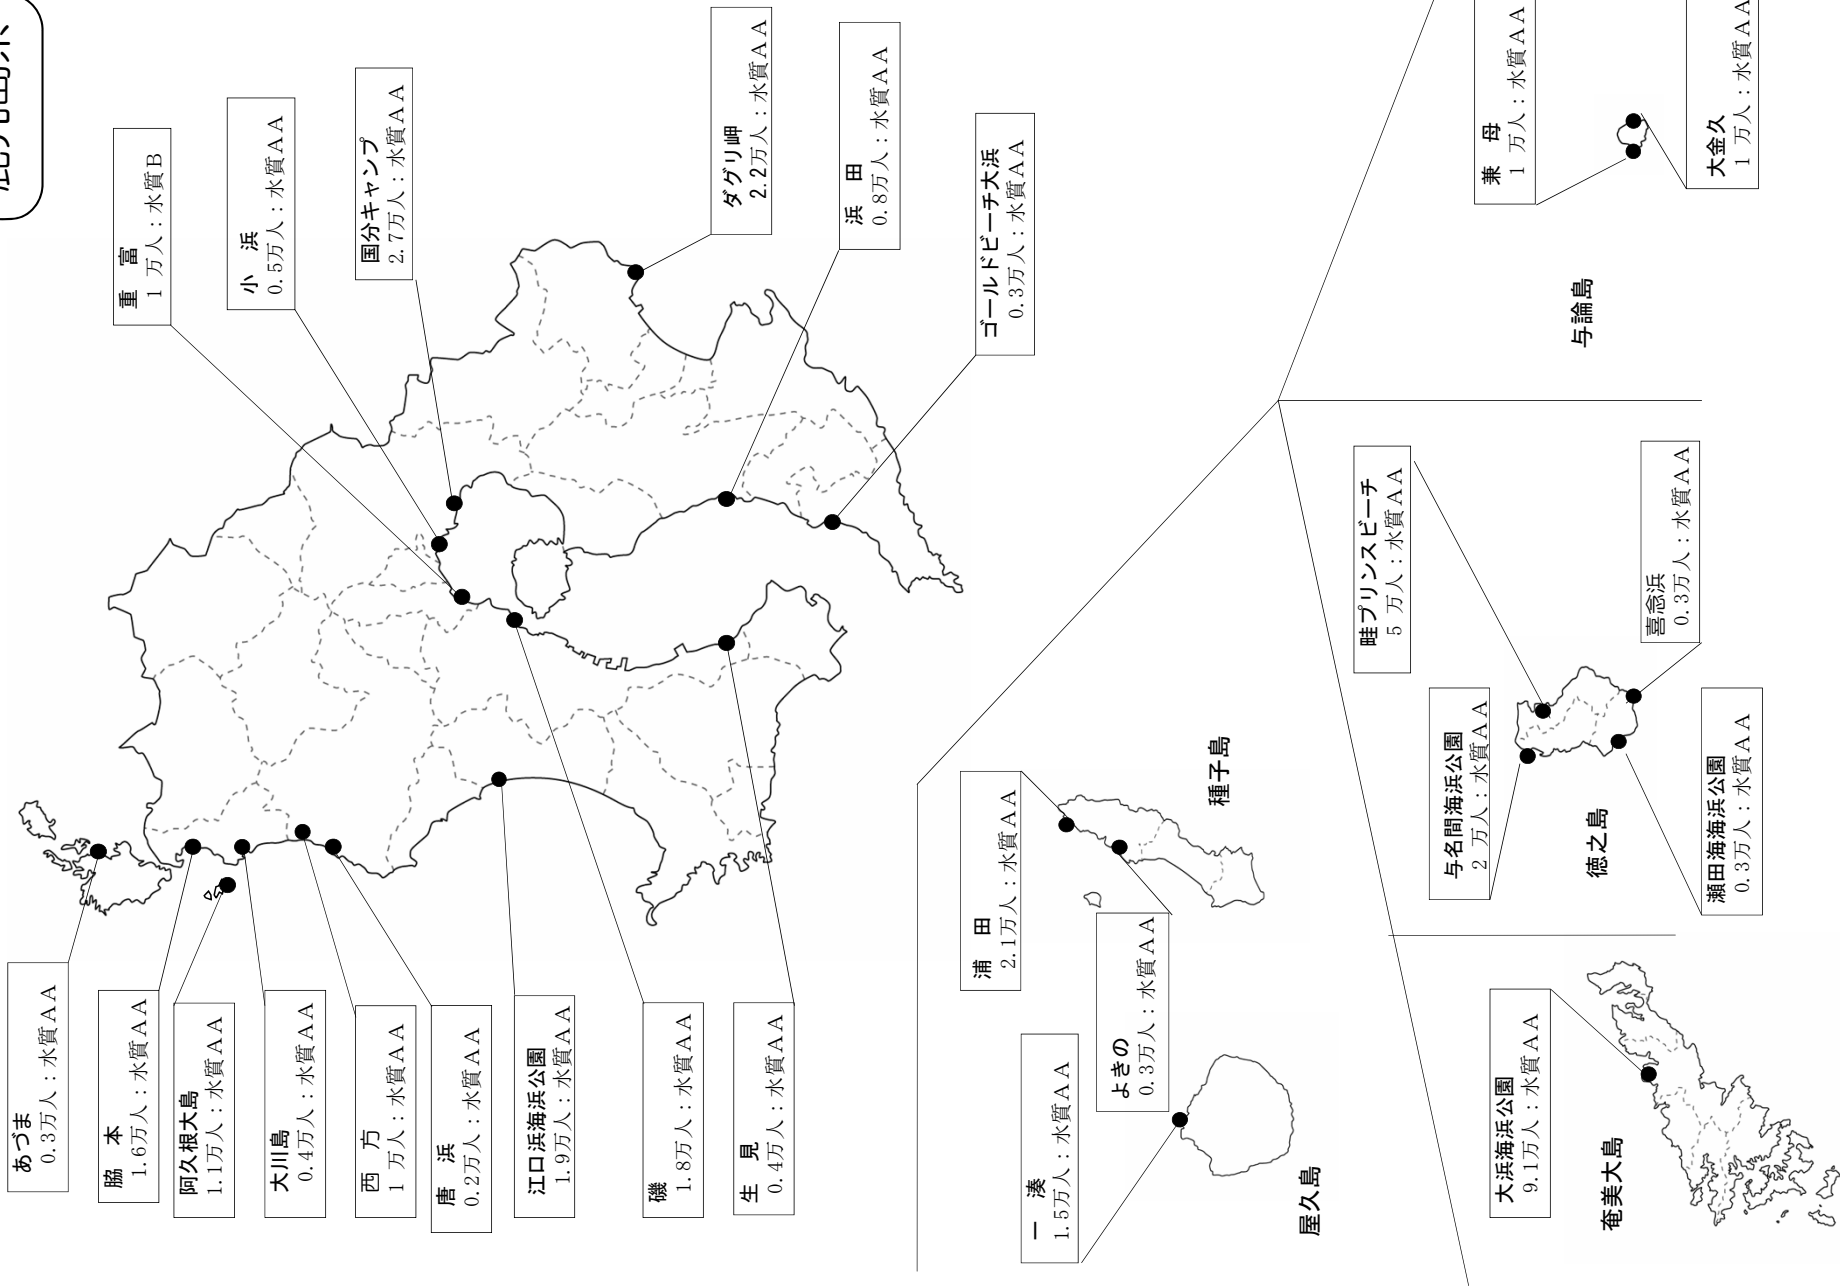 重　富
1 万人：水質B
小　浜
0.5万人：水質AA
国分キャンプ
2.7万人：水質AA
ダグリ岬
2.2万人：水質AA
浜　田
0.8万人：水質AA
ゴールドビーチ大浜
0.3万人：水質AA
あづま
0.3万人：水質AA
脇　本
1.6万人：水質AA
阿久根大島
1.1万人：水質AA
大川島
0.4万人：水質AA
西　方
1 万人：水質AA
唐　浜
0.2万人：水質AA
江口浜海浜公園
1.9万人：水質AA
磯
1.8万人：水質AA
生　見
0.4万人：水質AA
浦　田
2.1万人：水質AA
よきの
0.3万人：水質AA
種子島
一　湊
1.5万人：水質AA
屋久島
兼　母
1 万人：水質AA
大金久
1 万人：水質AA
与論島
畦プリンスビーチ
5 万人：水質AA
喜念浜
0.3万人：水質AA
与名間海浜公園
2 万人：水質AA
瀬田海海浜公園
0.3万人：水質AA
徳之島
大浜海浜公園
9.1万人：水質AA
奄美大島